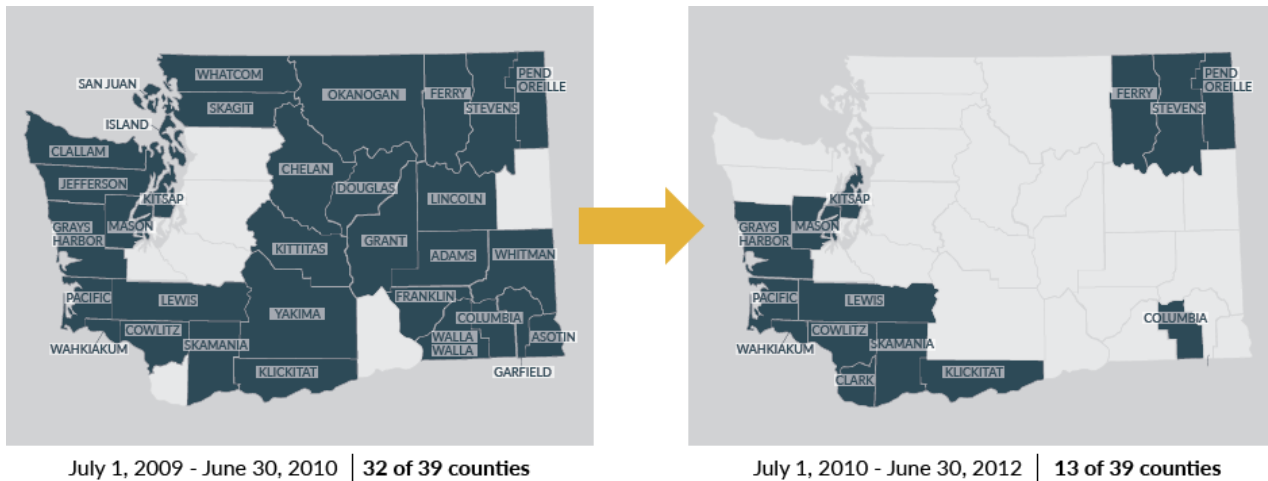 SAN JUAN
WHATCOM
SKAGIT
ISLAND
OKANOGAN
FERRY
STEVENS
PEND
OREILLE
CLALLAM
JEFFERSON
KITSAP
CHELAN
DOUGLAS
LINCOLN
GRAYS
HARBOR
MASON
KITTITAS
GRANT
ADAMS
WHITMAN
PACIFIC
LEWIS
YAKIMA
FRANKLIN
COLUMBIA
WAHKIAKUM
COWLITZ
SKAMANIA
WALLA
WALLA
ASOTIN
KLICKITAT
GARFIELD
July 1, 2009 - June 30, 2010 | 32 of 39 counties
FERRY
STEVENS
PEND
OREILLE
KITSAP
GRAYS
HARBOR
MASON
PACIFIC
LEWIS
COLUMBIA
WAHKIAKUM
COWLITZ
SKAMANIA
CLARK
KLICKITAT
July 1, 2010 - June 30, 2012 | 13 of 39 counties